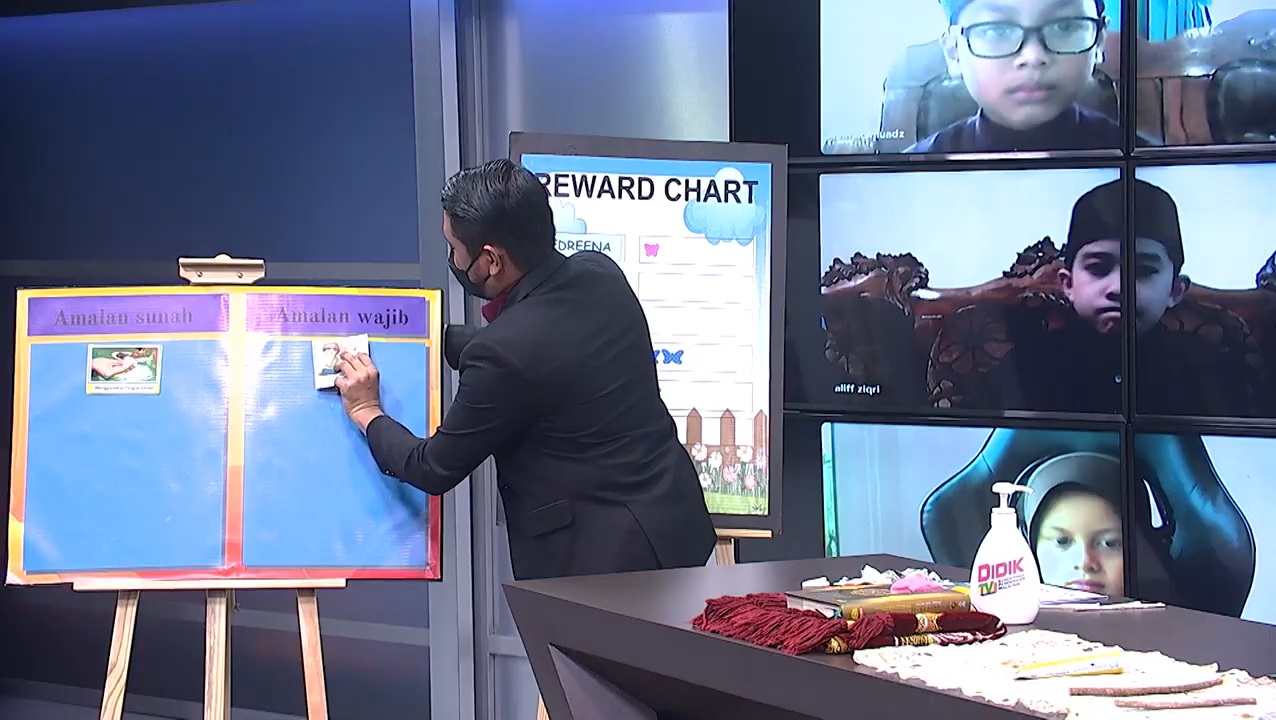 Amalan sunah
Amalan wajib
REWARD CHART
EDREENA
aliff ziqri
DIDIK
TV